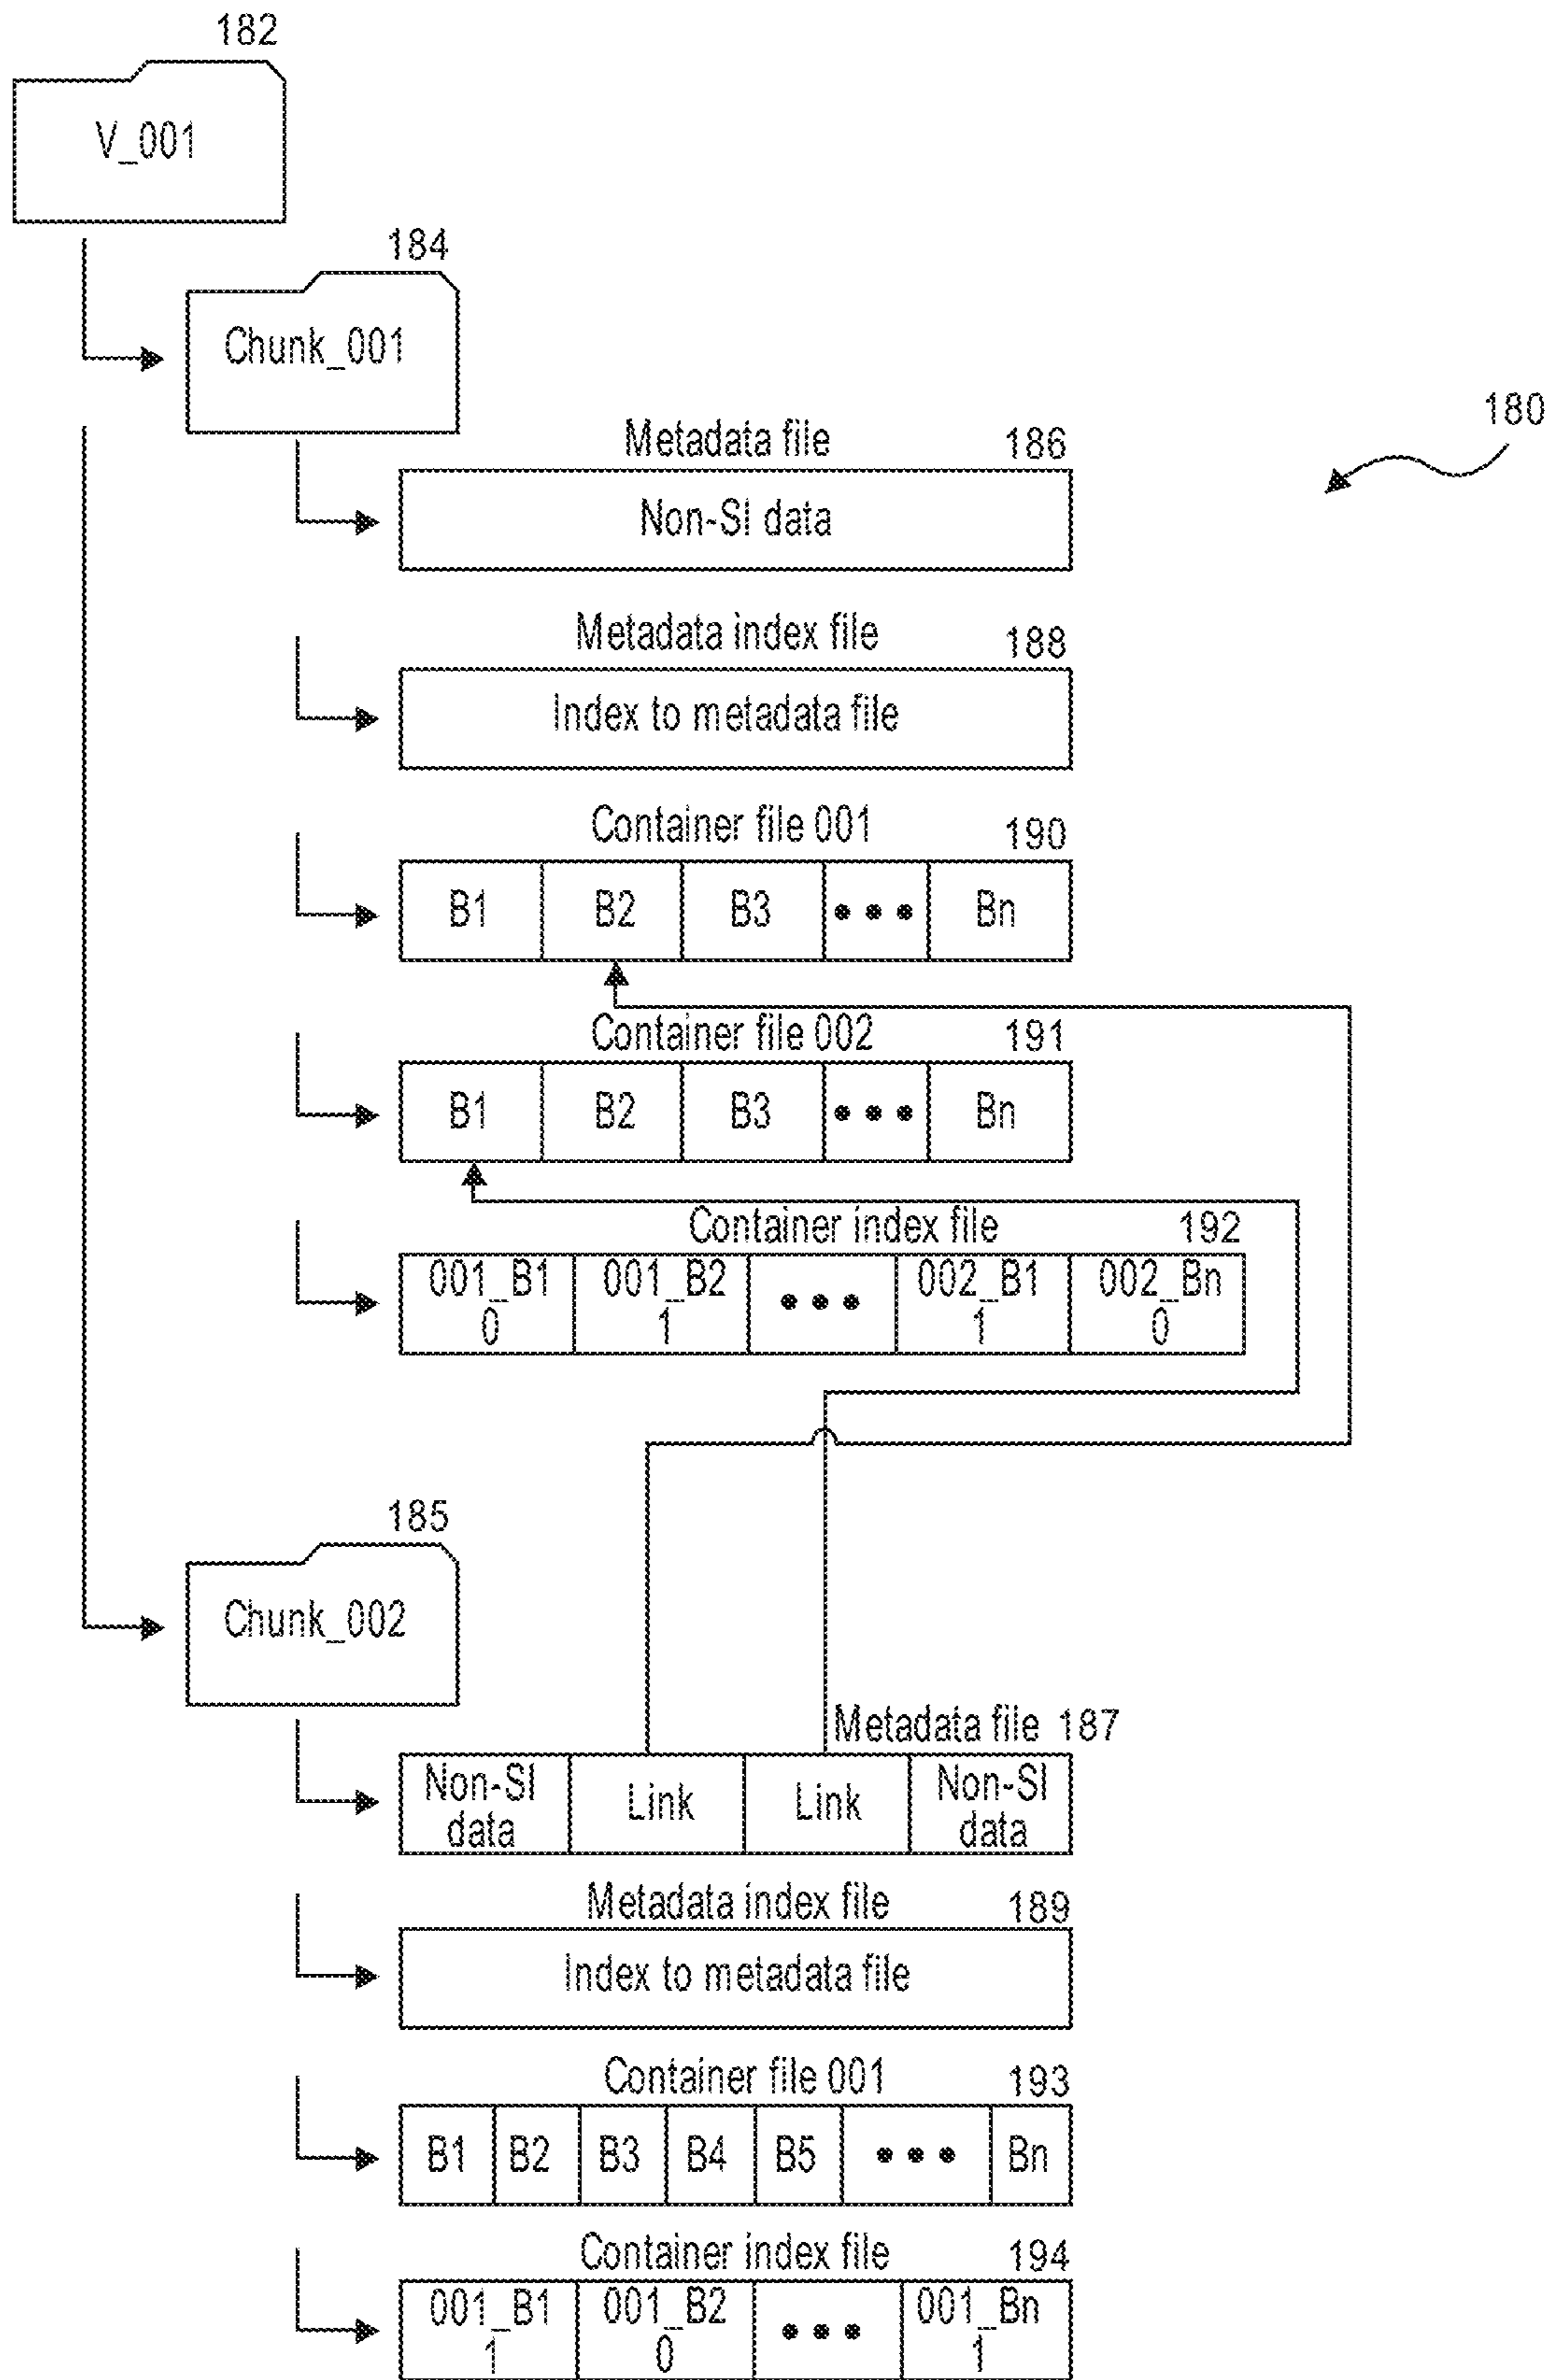 182
V_001
184
Chunk_001
180
Metadata file 186
Non-SI data
Metadata index file 188
Index to metadata file
Container file 001 190
B1 B2 B3 ••• Bn
Container file 002 191
B1 B2 B3 ••• Bn
Container index file 192
001_B1 001_B2 ••• 002_B1 002_Bn
0 1 1 0
185
Chunk_002
Metadata file 187
Non-SI Link Link Non-SI
data data
Metadata index file 189
Index to metadata file
Container file 001 193
B1 B2 B3 B4 B5 ••• Bn
Container index file 194
001_B1 001_B2 ••• 001_Bn
1 0 1